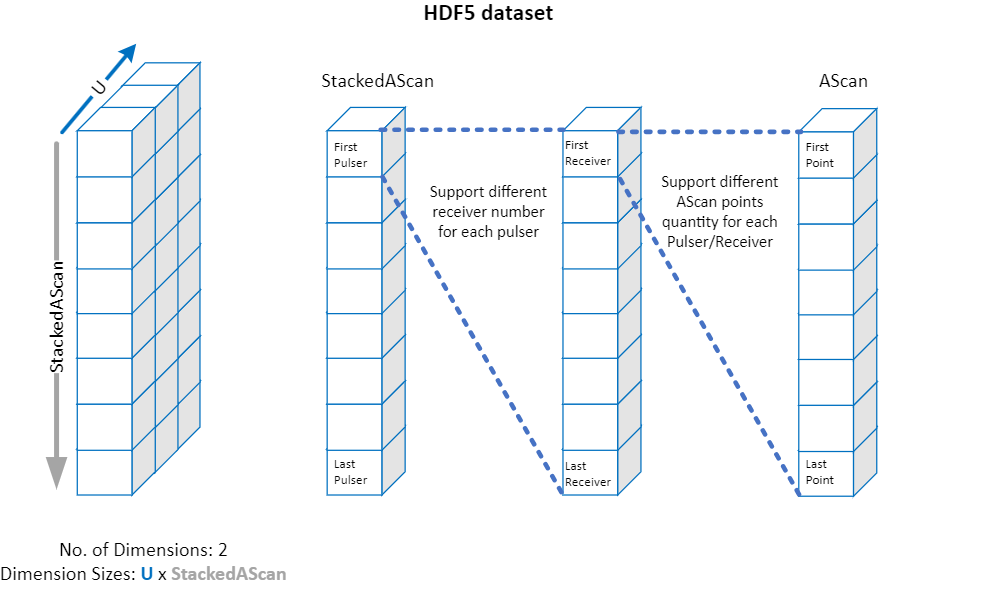 HDF5 dataset
U
StackedAScan
StackedAScan
First
Pulser
Last
Pulser
Support different
receiver number
for each pulser
First
Receiver
Last
Receiver
Support different
AScan points
quantity for each
Pulser/Receiver
AScan
First
Point
Last
Point
No. of Dimensions: 2
Dimension Sizes: U x StackedAScan